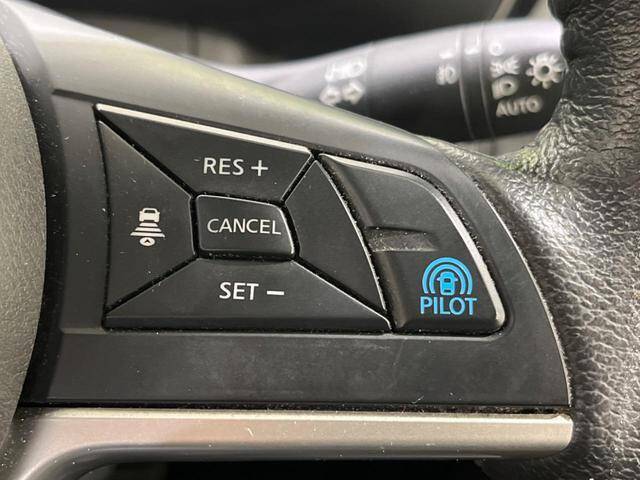 AUTO
RES +
CANCEL
SET −
PILOT